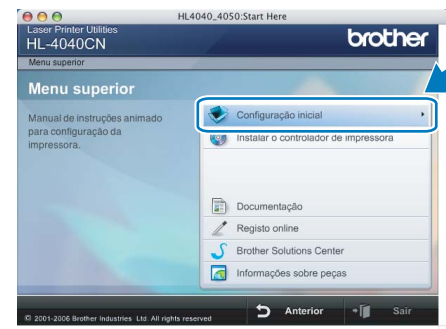 HL4040_4050:Start Here
Laser Printer Utilities
HL-4040CN
brother
Menu superior
Menu superior
Manual de instruções animado
para configuração da
impressora.
Configuração inicial
Instalar o controlador de impressora
Documentação
Registo online
Brother Solutions Center
Informações sobre peças
© 2001-2006 Brother Industries Ltd. All rights reserved
Anterior
Sair